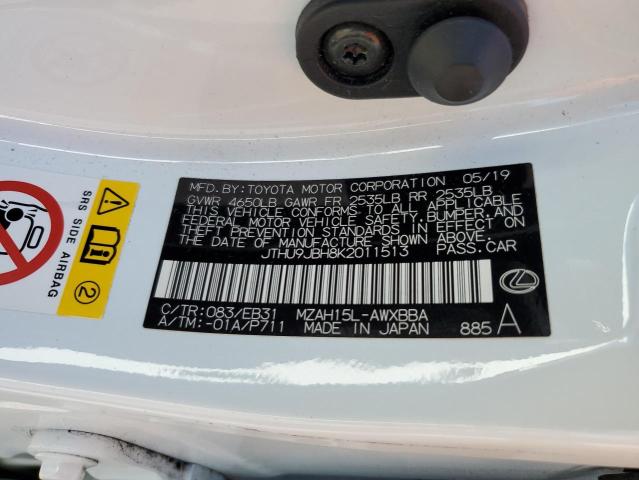 MFD. BY: TOYOTA MOTOR CORPORATION 05/19
GVWR 4650LB GAWR FR 2535LB RR 2535LB
THIS VEHICLE CONFORMS TO ALL APPLICABLE
FEDERAL MOTOR VEHICLE SAFETY, BUMPER, AND
THEFT PREVENTION STANDARDS IN EFFECT ON
THE DATE OF MANUFACTURE SHOWN ABOVE.
JTHU9JBH8K2011513 PASS.CAR
C/TR: 083/EB31 MZAH15L-AWXBBA
A/TM: -01A/P711 MADE IN JAPAN 885 A
SRS SIDE AIRBAG
2